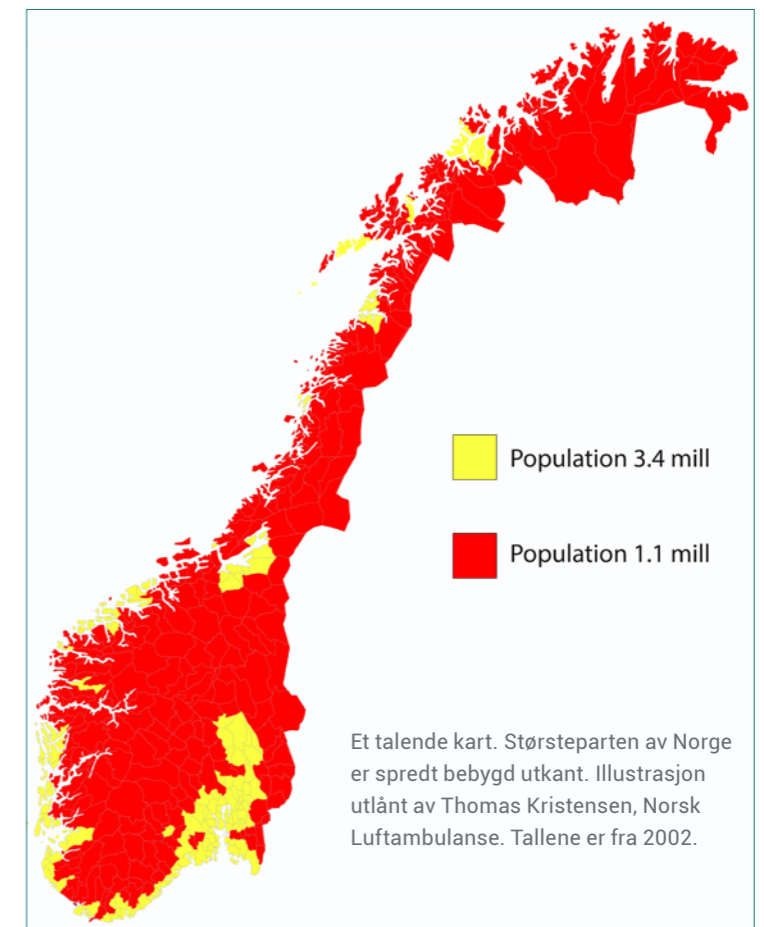 Population 3.4 mill
Population 1.1 mill
Et talende kart. Størsteparten av Norge
er spredt bebygd utkant. Illustrasjon
utlånt av Thomas Kristensen, Norsk
Luftambulanse. Tallene er fra 2002.